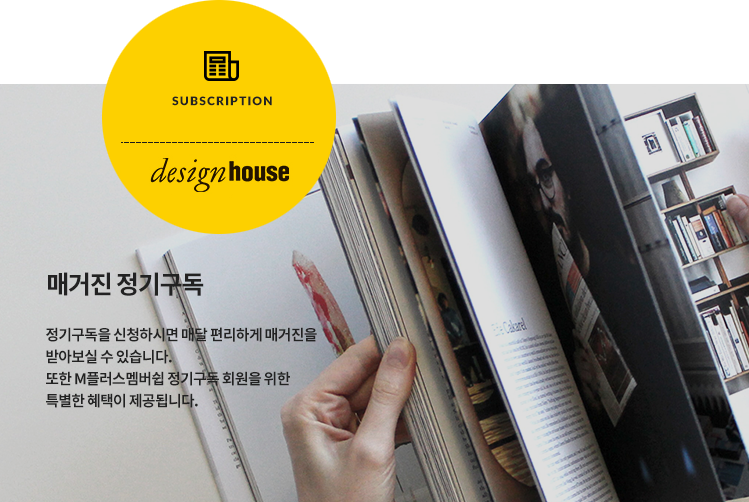 SUBSCRIPTION
designhouse
매거진 정기구독
정기구독을 신청하시면 매달 편리하게 매거진을
받아보실 수 있습니다.
또한 M플러스멤버쉽 정기구독 회원을 위한
특별한 혜택이 제공됩니다.
Cakarel